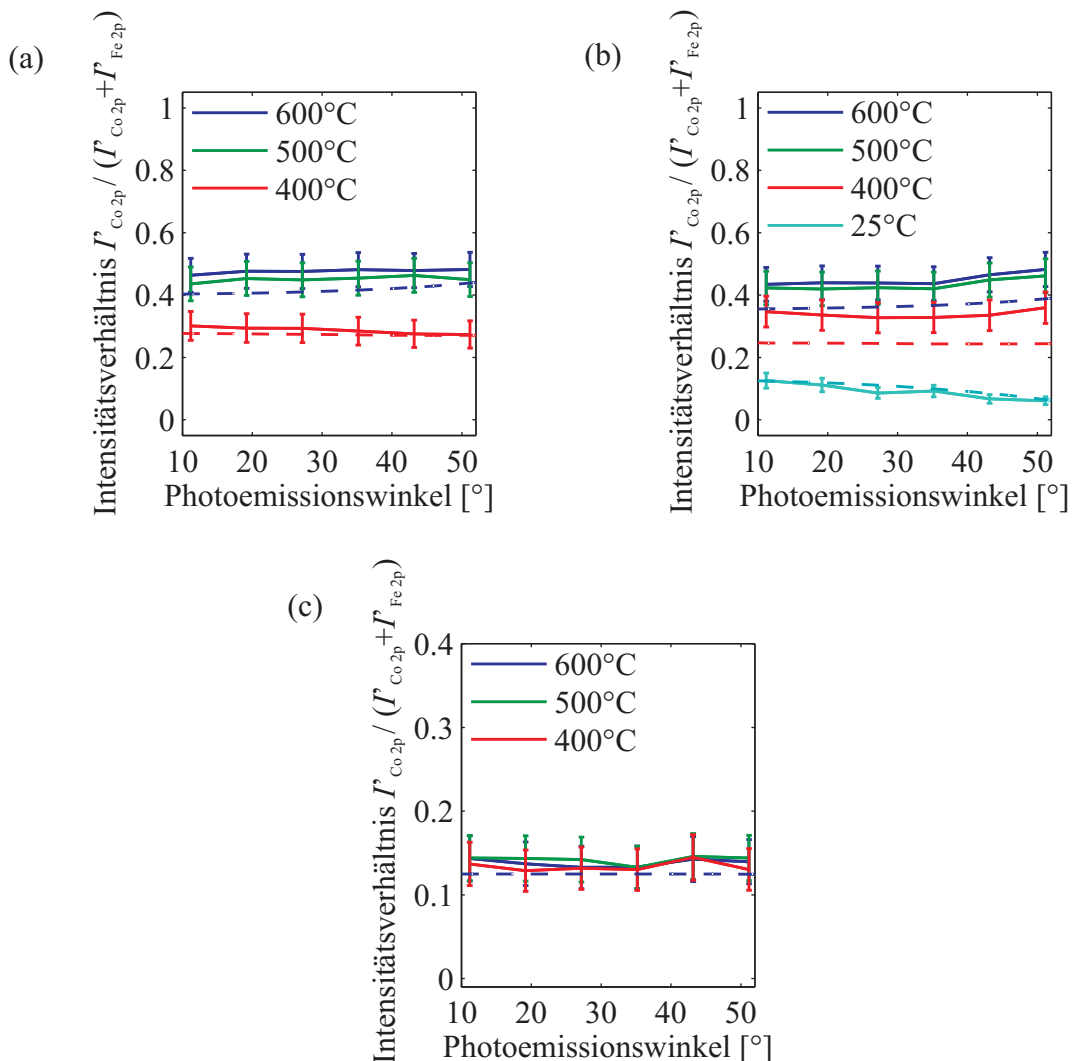 (a)
Intensitätsverhältnis I'Co 2p / (I'Co 2p+I'Fe 2p)
1
0.8
0.6
0.4
0.2
0
600°C
500°C
400°C
10 20 30 40 50
Photoemissionswinkel [°]
(b)
Intensitätsverhältnis I'Co 2p / (I'Co 2p+I'Fe 2p)
1
0.8
0.6
0.4
0.2
0
600°C
500°C
400°C
25°C
10 20 30 40 50
Photoemissionswinkel [°]
(c)
Intensitätsverhältnis I'Co 2p / (I'Co 2p+I'Fe 2p)
0.4
0.3
0.2
0.1
0
600°C
500°C
400°C
10 20 30 40 50
Photoemissionswinkel [°]